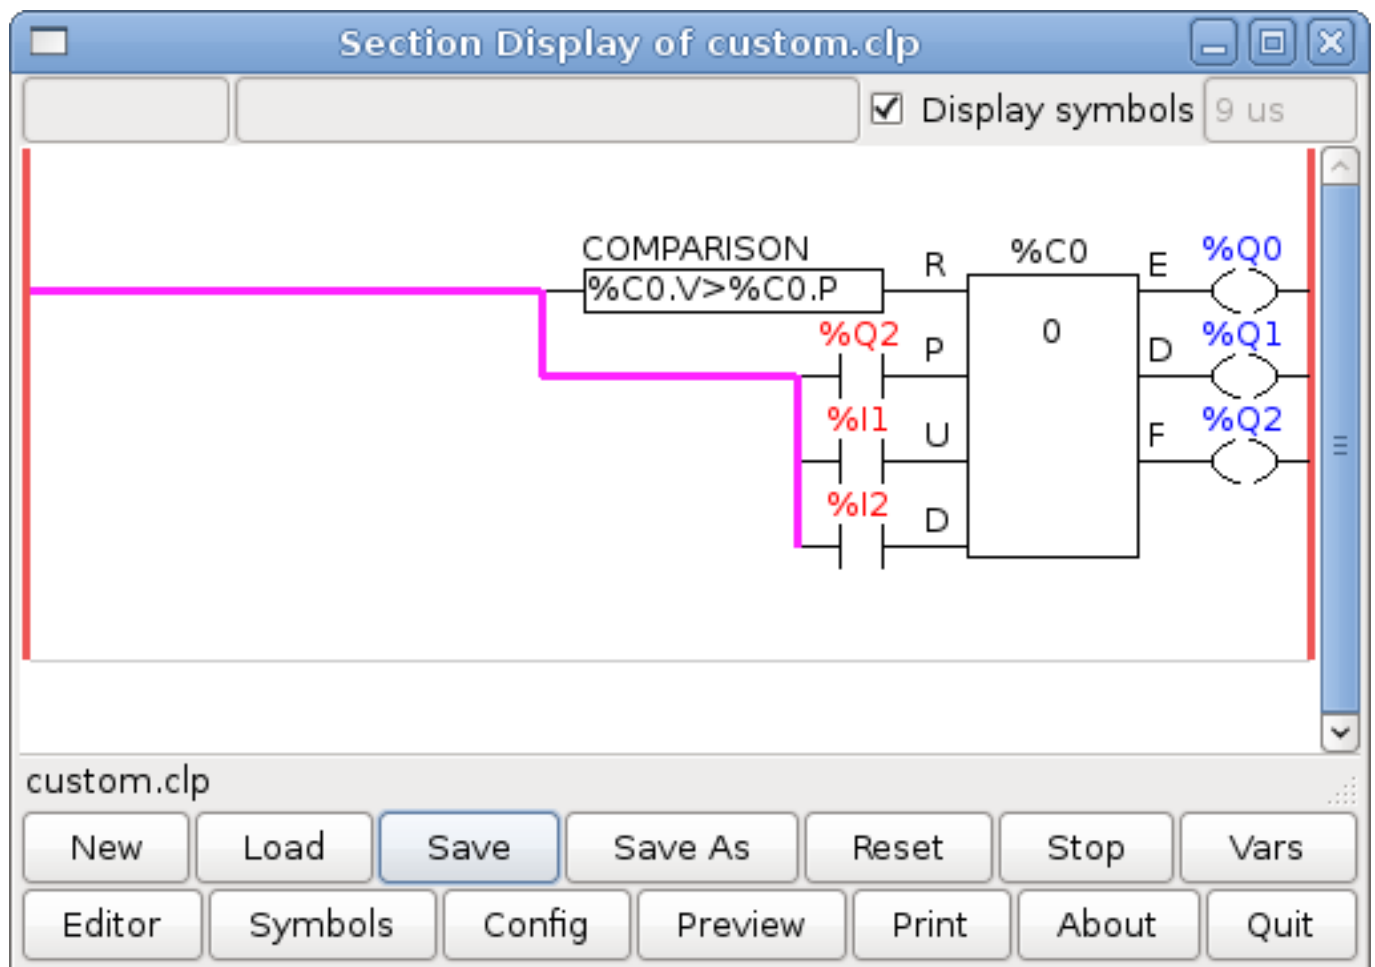 Section Display of custom.clp
Display symbols 9 us
COMPARISON R %C0 E %Q0
%C0.V>%C0.P
%Q2 P 0 D %Q1
%I1 U F %Q2
%I2 D
custom.clp
New Load Save Save As Reset Stop Vars
Editor Symbols Config Preview Print About Quit